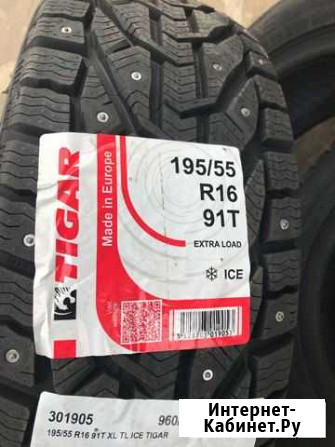 TIGAR
Made in Europe
195/55
R16
91T
EXTRA LOAD
ICE
301905
195/55 R16 91T XL TL ICE TIGAR
Интернет-
Кабинет.Ру